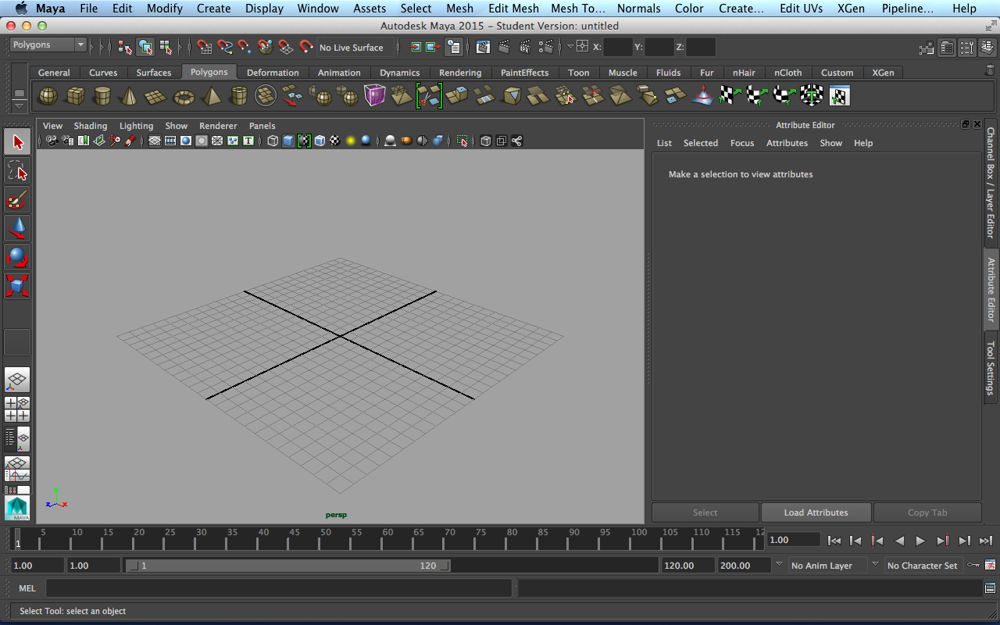 Maya File Edit Modify Create Display Window Assets Select Mesh Edit Mesh Mesh To... Normals Color Create... Edit UVs XGen Pipeline... Help
Autodesk Maya 2015 - Student Version: untitled
Polygons No Live Surface X: Y: Z:
General Curves Surfaces Polygons Deformation Animation Dynamics Rendering PaintEffects Toon Muscle Fluids Fur nHair nCloth Custom XGen
View Shading Lighting Show Renderer Panels
T
Attribute Editor
List Selected Focus Attributes Show Help
Make a selection to view attributes
Channel Box / Layer Editor
Attribute Editor
Tool Settings
y
z x
persp
MAYA
Select Load Attributes Copy Tab
5 10 15 20 25 30 35 40 45 50 55 60 65 70 75 80 85 90 95 100 105 110 115 12
1 1.00
1.00 1.00 1 120 120.00 200.00 No Anim Layer No Character Set
MEL
Select Tool: select an object